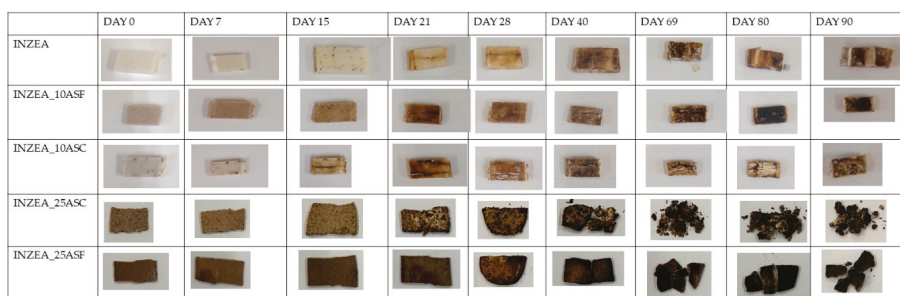 DAY 0 DAY 7 DAY 15 DAY 21 DAY 28 DAY 40 DAY 69 DAY 80 DAY 90
INZEA
INZEA_10ASF
INZEA_10ASC
INZEA_25ASC
INZEA_25ASF